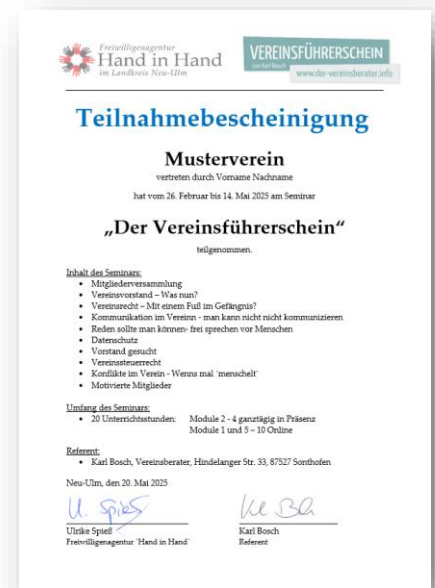 Freiwilligenagentur
Hand in Hand
im Landkreis Neu-Ulm
VEREINSFÜHRERSCHEIN
von Karl Bosch
www.der-vereinsberater.info
Teilnahmebescheinigung
Musterverein
vertreten durch Vorname Nachname
hat vom 26. Februar bis 14. Mai 2025 am Seminar
„Der Vereinsführerschein“
teilgenommen.
Inhalt des Seminars:
• Mitgliederversammlung
• Vereinsvorstand – Was nun?
• Vereinsrecht – Mit einem Fuß im Gefängnis?
• Kommunikation im Vereinn - man kann nicht nicht kommunizieren
• Reden sollte man können- frei sprechen vor Menschen
• Datenschutz
• Vorstand gesucht
• Vereinssteuerrecht
• Konflikte im Verein - Wenns mal ´menschelt´
• Motivierte Mitglieder
Umfang des Seminars:
• 20 Unterrichtsstunden: Module 2 - 4 ganztägig in Präsenz
Module 1 und 5 – 10 Online
Referent:
• Karl Bosch, Vereinsberater, Hindelanger Str. 33, 87527 Sonthofen
Neu-Ulm, den 20. Mai 2025
U. Spieß
Ulrike Spieß
Freiwilligenagentur ´Hand in Hand´
Karl Bosch
Referent